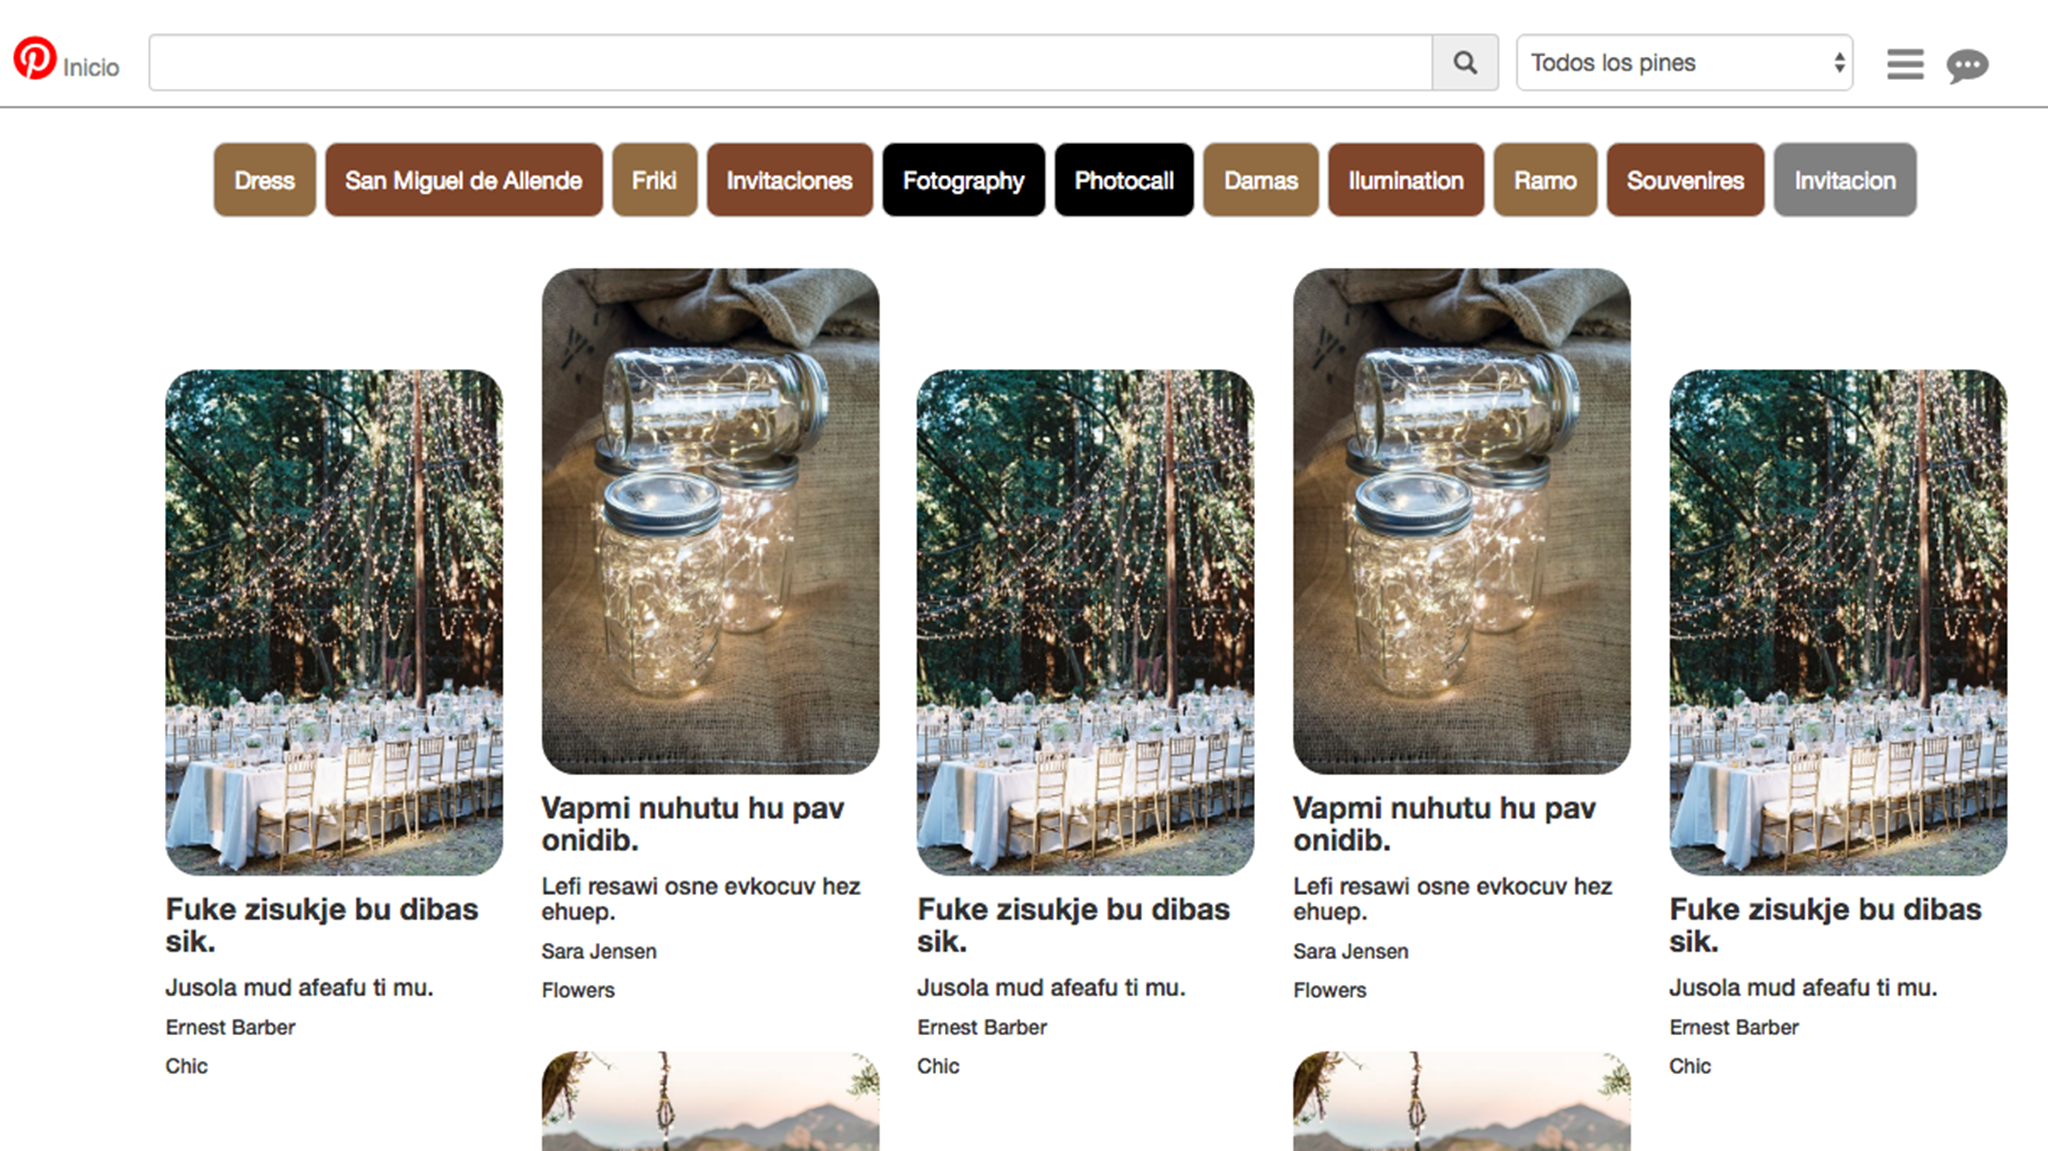 Inicio
Todos los pines
Dress San Miguel de Allende Friki Invitaciones Fotography Photocall Damas Ilumination Ramo Souvenires Invitacion
Fuke zisukje bu dibas
sik.
Jusola mud afeafu ti mu.
Ernest Barber
Chic
Vapmi nuhutu hu pav
onidib.
Lefi resawi osne evkocuv hez
ehuep.
Sara Jensen
Flowers
Fuke zisukje bu dibas
sik.
Jusola mud afeafu ti mu.
Ernest Barber
Chic
Vapmi nuhutu hu pav
onidib.
Lefi resawi osne evkocuv hez
ehuep.
Sara Jensen
Flowers
Fuke zisukje bu dibas
sik.
Jusola mud afeafu ti mu.
Ernest Barber
Chic